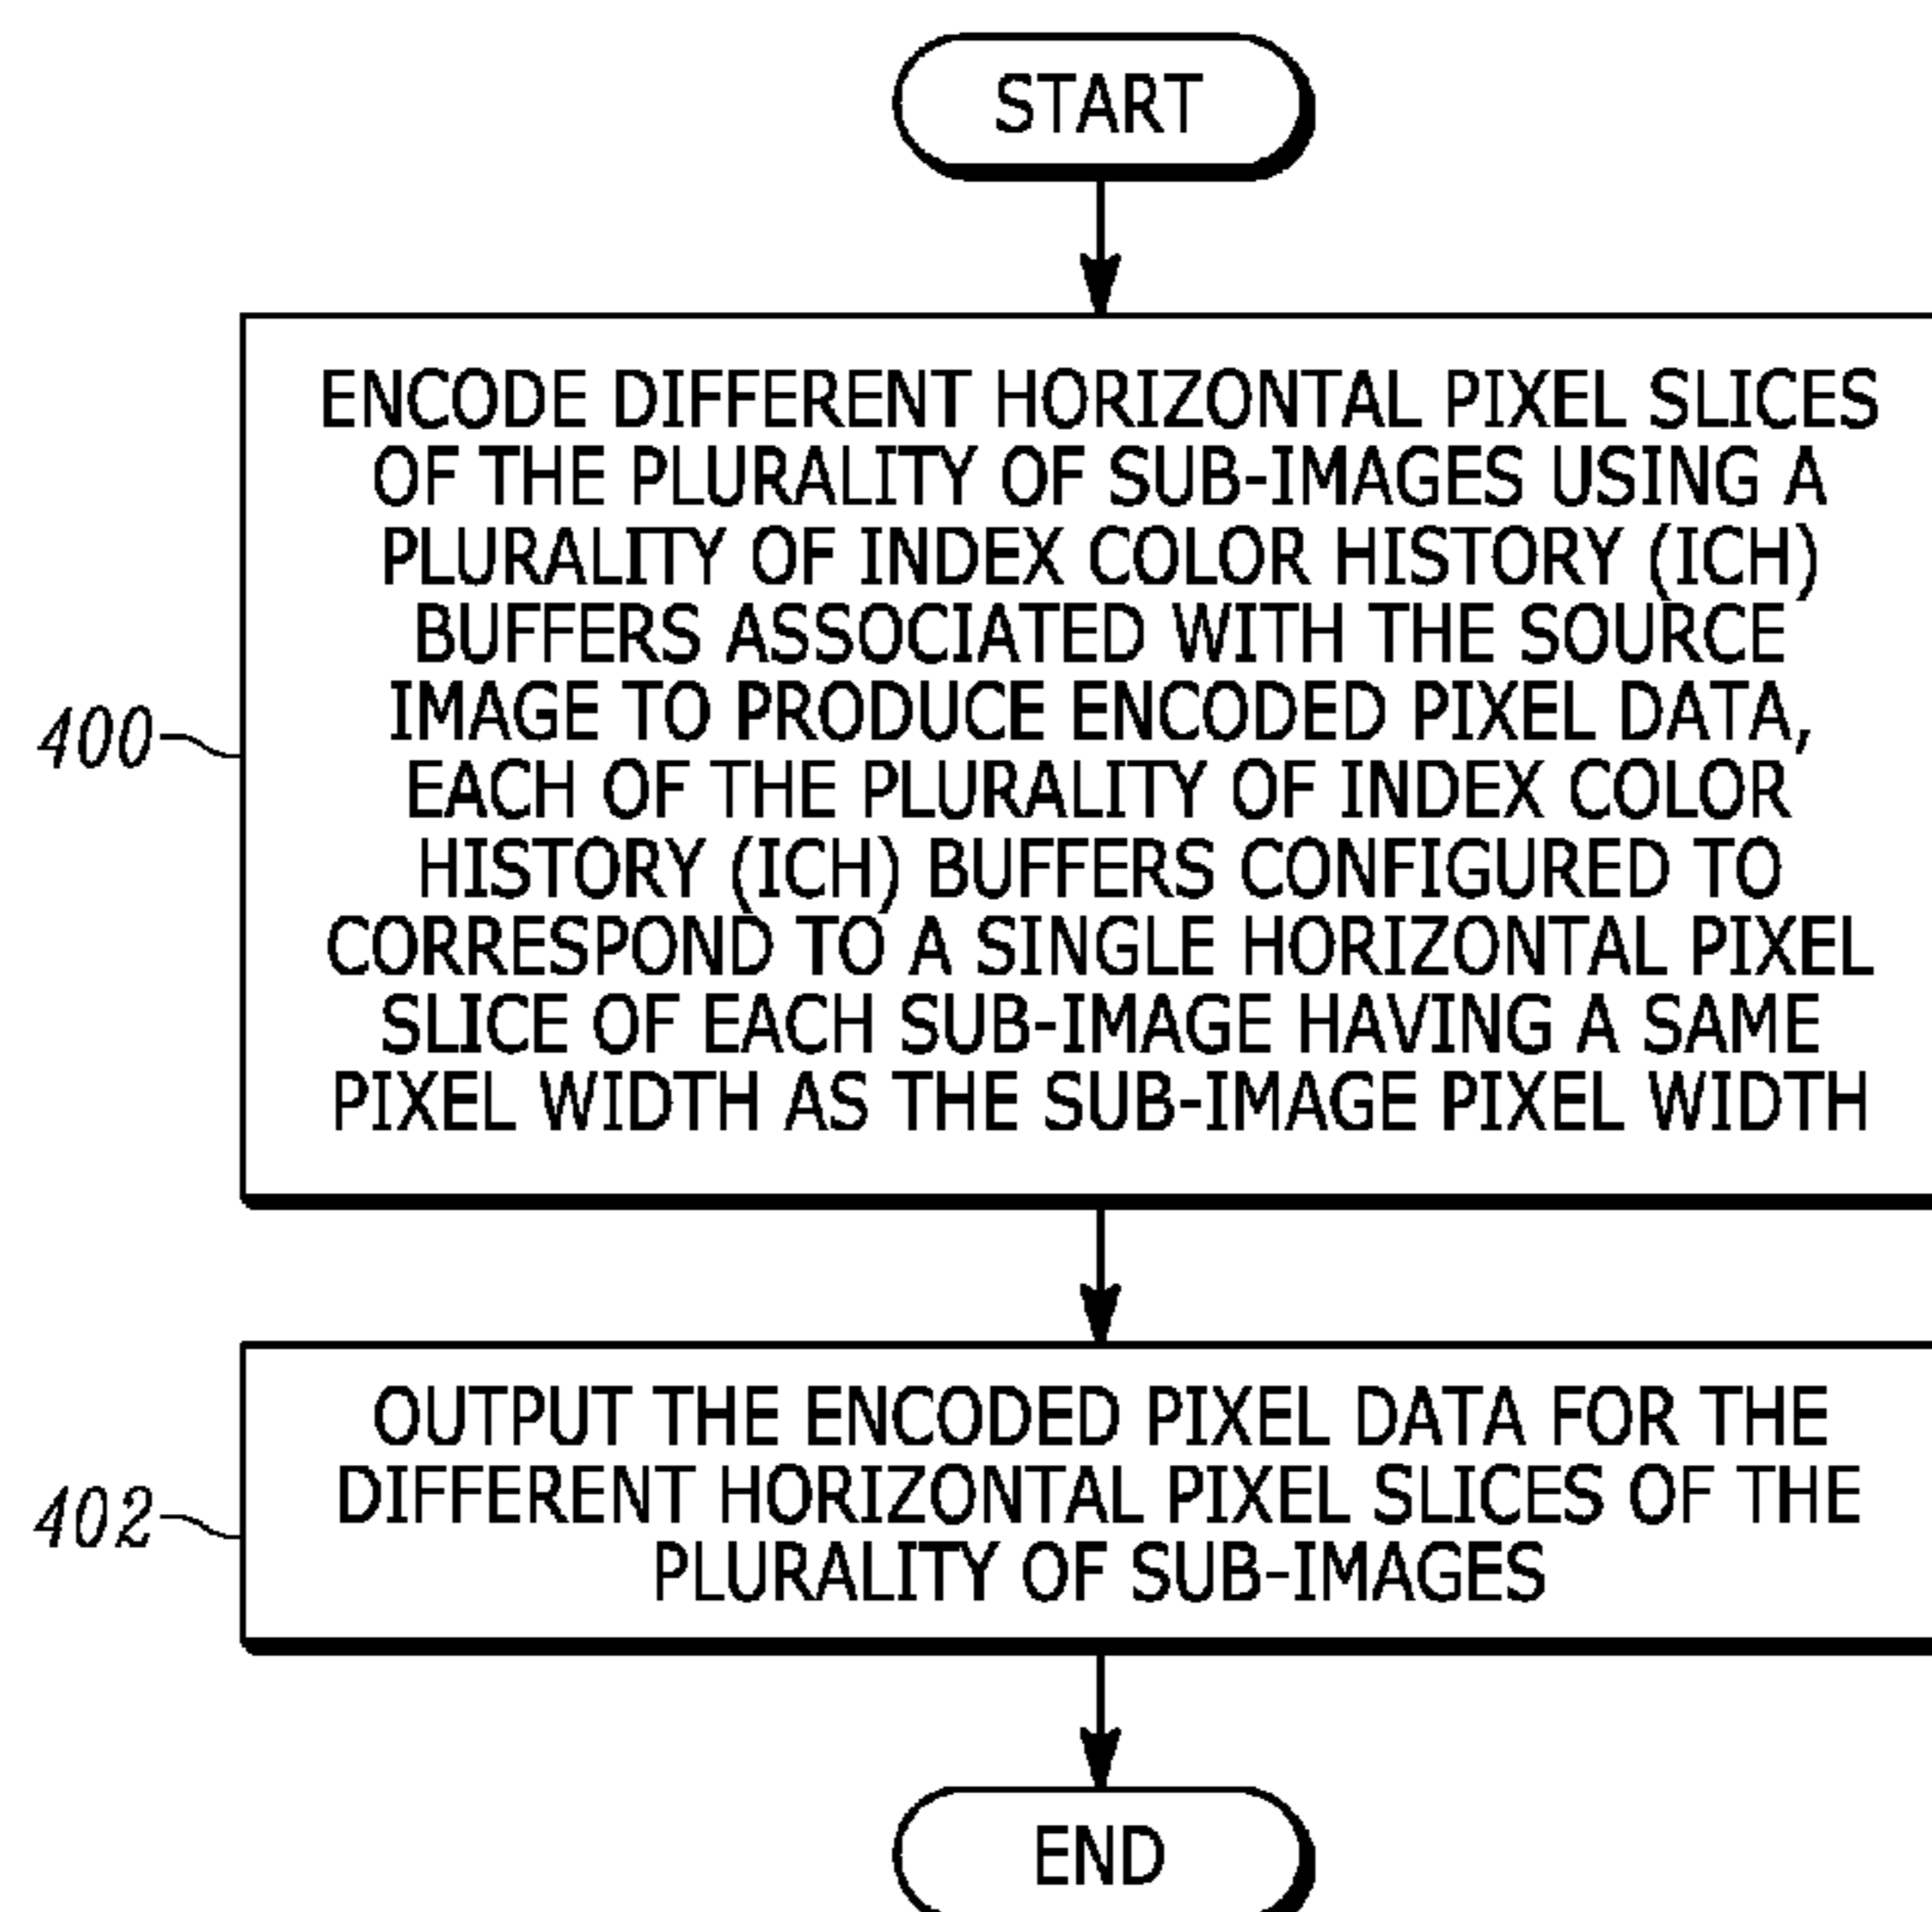 START
ENCODE DIFFERENT HORIZONTAL PIXEL SLICES
OF THE PLURALITY OF SUB-IMAGES USING A
PLURALITY OF INDEX COLOR HISTORY (ICH)
BUFFERS ASSOCIATED WITH THE SOURCE
IMAGE TO PRODUCE ENCODED PIXEL DATA,
EACH OF THE PLURALITY OF INDEX COLOR
HISTORY (ICH) BUFFERS CONFIGURED TO
CORRESPOND TO A SINGLE HORIZONTAL PIXEL
SLICE OF EACH SUB-IMAGE HAVING A SAME
PIXEL WIDTH AS THE SUB-IMAGE PIXEL WIDTH
400
OUTPUT THE ENCODED PIXEL DATA FOR THE
DIFFERENT HORIZONTAL PIXEL SLICES OF THE
PLURALITY OF SUB-IMAGES
402
END